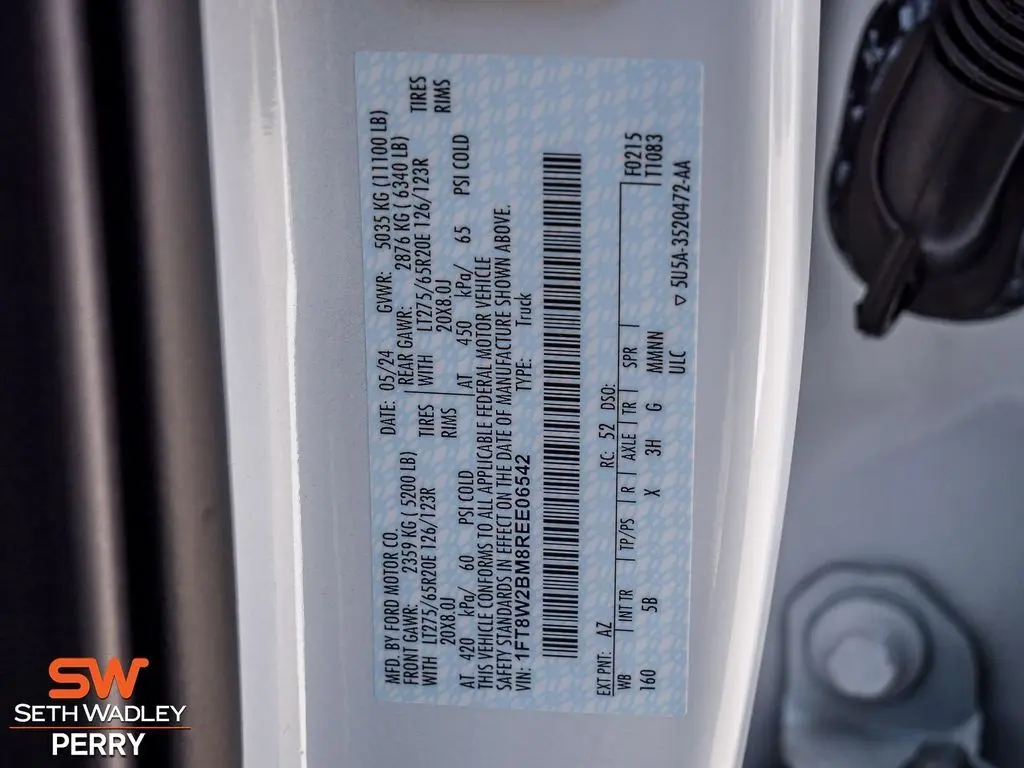 MFD. BY FORD MOTOR CO.
DATE: 05/24
GVWR: 5035 KG (11100 LB)
FRONT GAWR: 2359 KG ( 5200 LB)
REAR GAWR: 2876 KG ( 6340 LB)
WITH LT275/65R20E 126/123R TIRES
WITH LT275/65R20E 126/123R TIRES
20X8.0J RIMS
20X8.0J RIMS
AT 420 kPa/ 60 PSI COLD
AT 450 kPa/ 65 PSI COLD
THIS VEHICLE CONFORMS TO ALL APPLICABLE FEDERAL MOTOR VEHICLE
SAFETY STANDARDS IN EFFECT ON THE DATE OF MANUFACTURE SHOWN ABOVE.
VIN: 1FT8W2BM8REE06542
TYPE: Truck
EXT PNT: AZ RC: 52 DSO: F0215
WB INT TR TP/PS R AXLE TR SPR T1083
160 5B X 3H G MMNN
ULC
▽ 5U5A-3520472-AA
SW
SETH WADLEY
PERRY